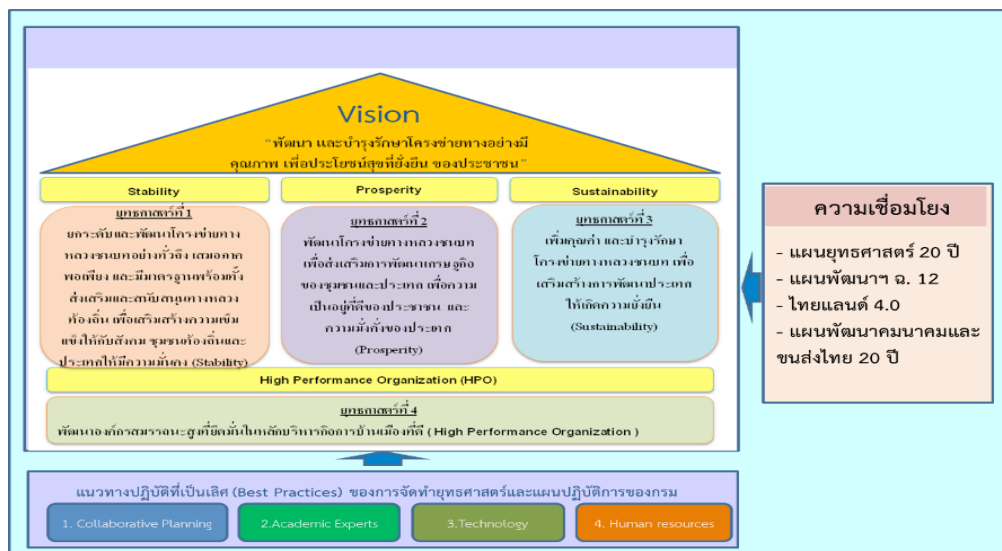 Vision
"พัฒนา และบำรุงรักษาโครงข่ายทางอย่างมี
คุณภาพ เพื่อประโยชน์สุขที่ยั่งยืน ของประชาชน"
Stability
ยุทธศาสตร์ที่ 1
ยกระดับและพัฒนาโครงข่ายทาง
หลวงชนบทอย่างทั่วถึง เสมอภาค
พอเพียง และมีมาตรฐานพร้อมทั้ง
ส่งเสริมและสนับสนุนทางหลวง
ท้องถิ่น เพื่อเสริมสร้างความเข้ม
แข็งให้กับสังคม ชุมชนท้องถิ่นและ
ประเทศให้มีความมั่นคง (Stability)
Prosperity
ยุทธศาสตร์ที่ 2
พัฒนาโครงข่ายทางหลวงชนบท
เพื่อส่งเสริมการพัฒนาเศรษฐกิจ
ของชุมชนและประเทศ เพื่อความ
เป็นอยู่ที่ดีของประชาชน และ
ความมั่งคั่งของประเทศ
(Prosperity)
Sustainability
ยุทธศาสตร์ที่ 3
เพิ่มคุณค่า และบำรุงรักษา
โครงข่ายทางหลวงชนบท เพื่อ
เสริมสร้างการพัฒนาประเทศ
ให้เกิดความยั่งยืน
(Sustainability)
High Performance Organization (HPO)
ยุทธศาสตร์ที่ 4
พัฒนาองค์กรสมรรถนะสูงที่ยึดมั่นในหลักบริหารกิจการบ้านเมืองที่ดี ( High Performance Organization )
ความเชื่อมโยง
- แผนยุทธศาสตร์ 20 ปี
- แผนพัฒนาฯ ฉ. 12
- ไทยแลนด์ 4.0
- แผนพัฒนาคมนาคมและ
ขนส่งไทย 20 ปี
แนวทางปฏิบัติที่เป็นเลิศ (Best Practices) ของการจัดทำยุทธศาสตร์และแผนปฏิบัติการของกรม
1. Collaborative Planning
2.Academic Experts
3.Technology
4. Human resources